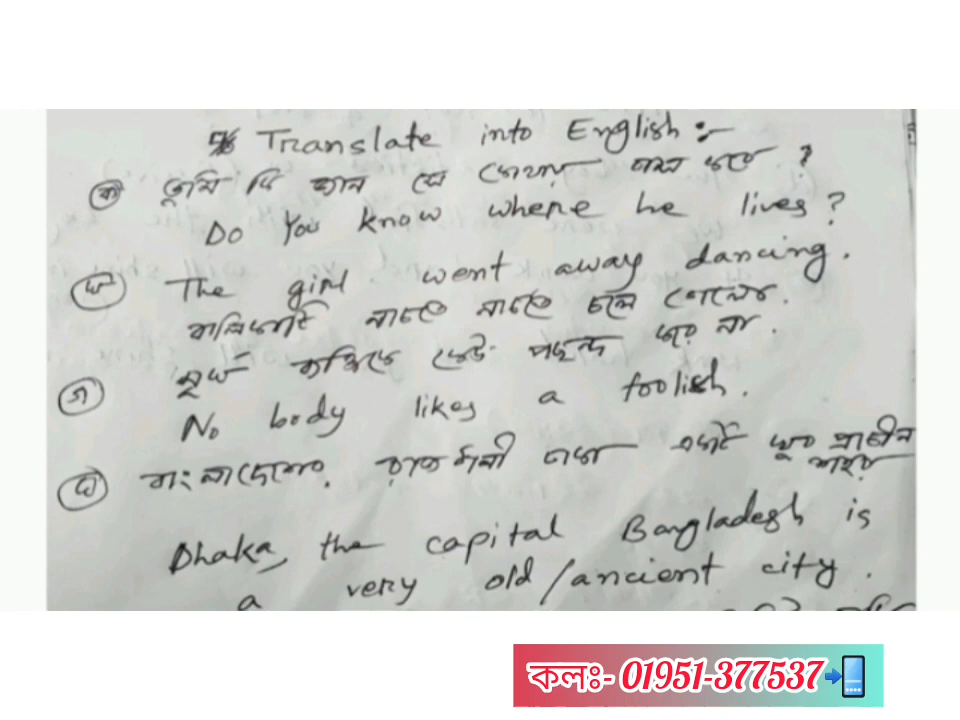 Translate into English :-
ক তুমি কি জান সে কোথায় বাস করে ?
Do You know where he lives ?
খ The girl went away dancing .
বালিকাটি নাচতে নাচতে চলে গেলো .
গ মূর্খ ব্যক্তিকে কেউ পছন্দ করে না .
No body likes a foolish .
ঘ বাংলাদেশের রাজধানী ঢাকা একটি খুব প্রাচীন
শহর
Dhaka, the capital Bangladesh is
a very old/ancient city .
কলঃ- 01951-377537